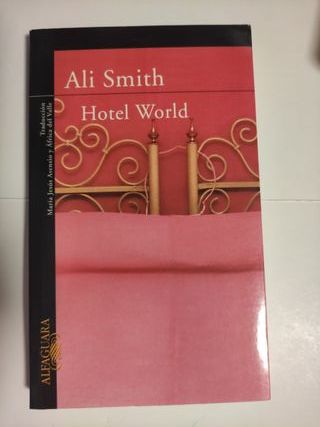 Ali Smith
Hotel World
Traducción
María Jesús Asensio y África del Valle
ALFAGUARA